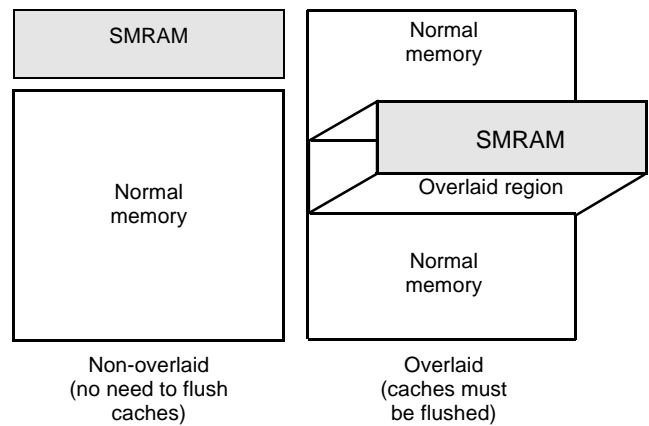 SMRAM
Normal
memory
Non-overlaid
(no need to flush
caches)
Normal
memory
SMRAM
Overlaid region
Normal
memory
Overlaid
(caches must
be flushed)